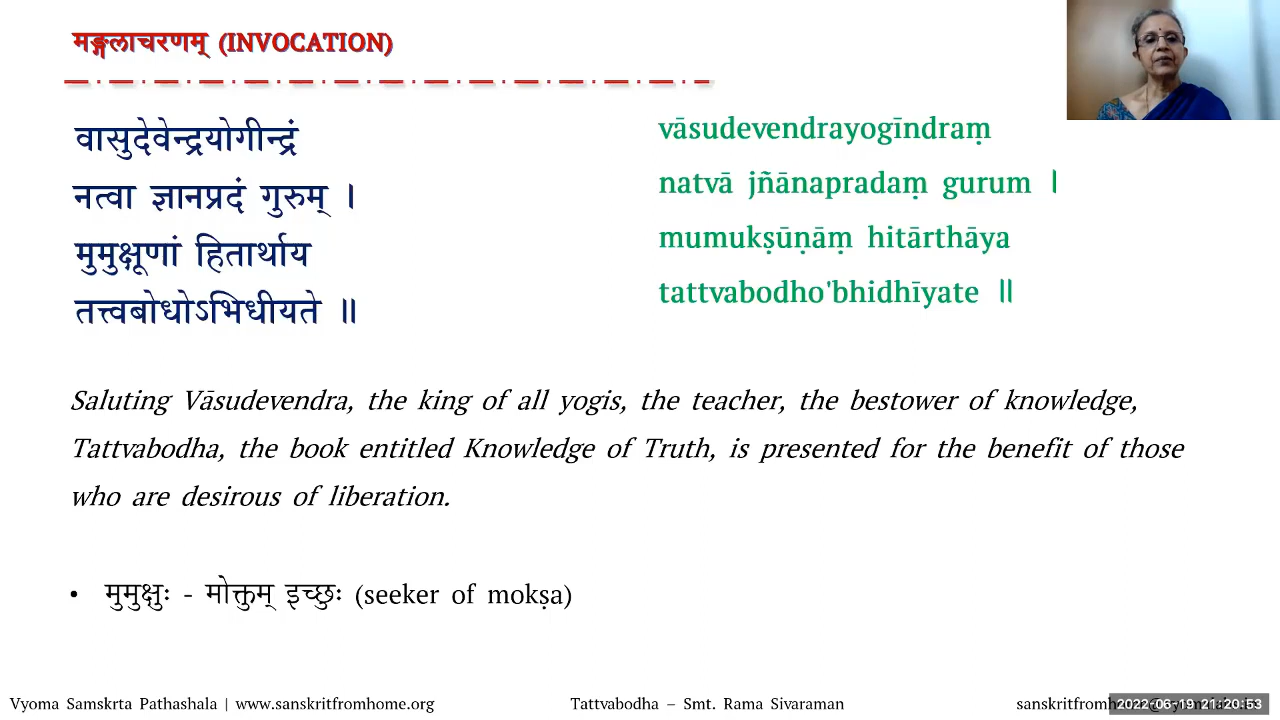 मङ्गलाचरणम् (INVOCATION)
वासुदेवेन्द्रयोगीन्द्रं
नत्वा ज्ञानप्रदं गुरुम् ।
मुमुक्षूणां हितार्थाय
तत्त्वबोधोऽभिधीयते ॥
vāsudevendrayogīndraṃ
natvā jñānapradaṃ gurum ।
mumukṣūṇāṃ hitārthāya
tattvabodho'bhidhīyate ॥
Saluting Vāsudevendra, the king of all yogis, the teacher, the bestower of knowledge,
Tattvabodha, the book entitled Knowledge of Truth, is presented for the benefit of those
who are desirous of liberation.
• मुमुक्षुः - मोक्तुम् इच्छुः (seeker of mokṣa)
Vyoma Samskrta Pathashala | www.sanskritfromhome.org
Tattvabodha – Smt. Rama Sivaraman
2022-06-19 21:20:53